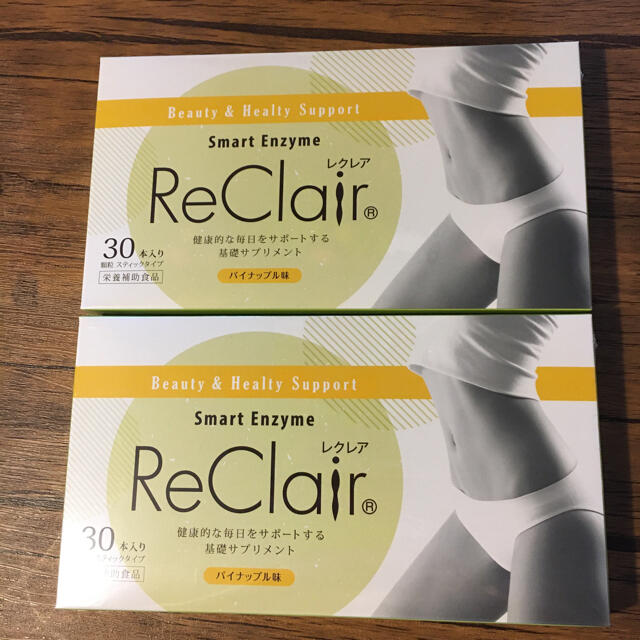 Beauty & Healty Support
Smart Enzyme
レクレア
ReClair®
健康的な毎日をサポートする
基礎サプリメント
30本入り
顆粒 スティックタイプ
栄養補助食品
パイナップル味
Beauty & Healty Support
Smart Enzyme
レクレア
ReClair®
健康的な毎日をサポートする
基礎サプリメント
30本入り
スティックタイプ
補助食品
パイナップル味